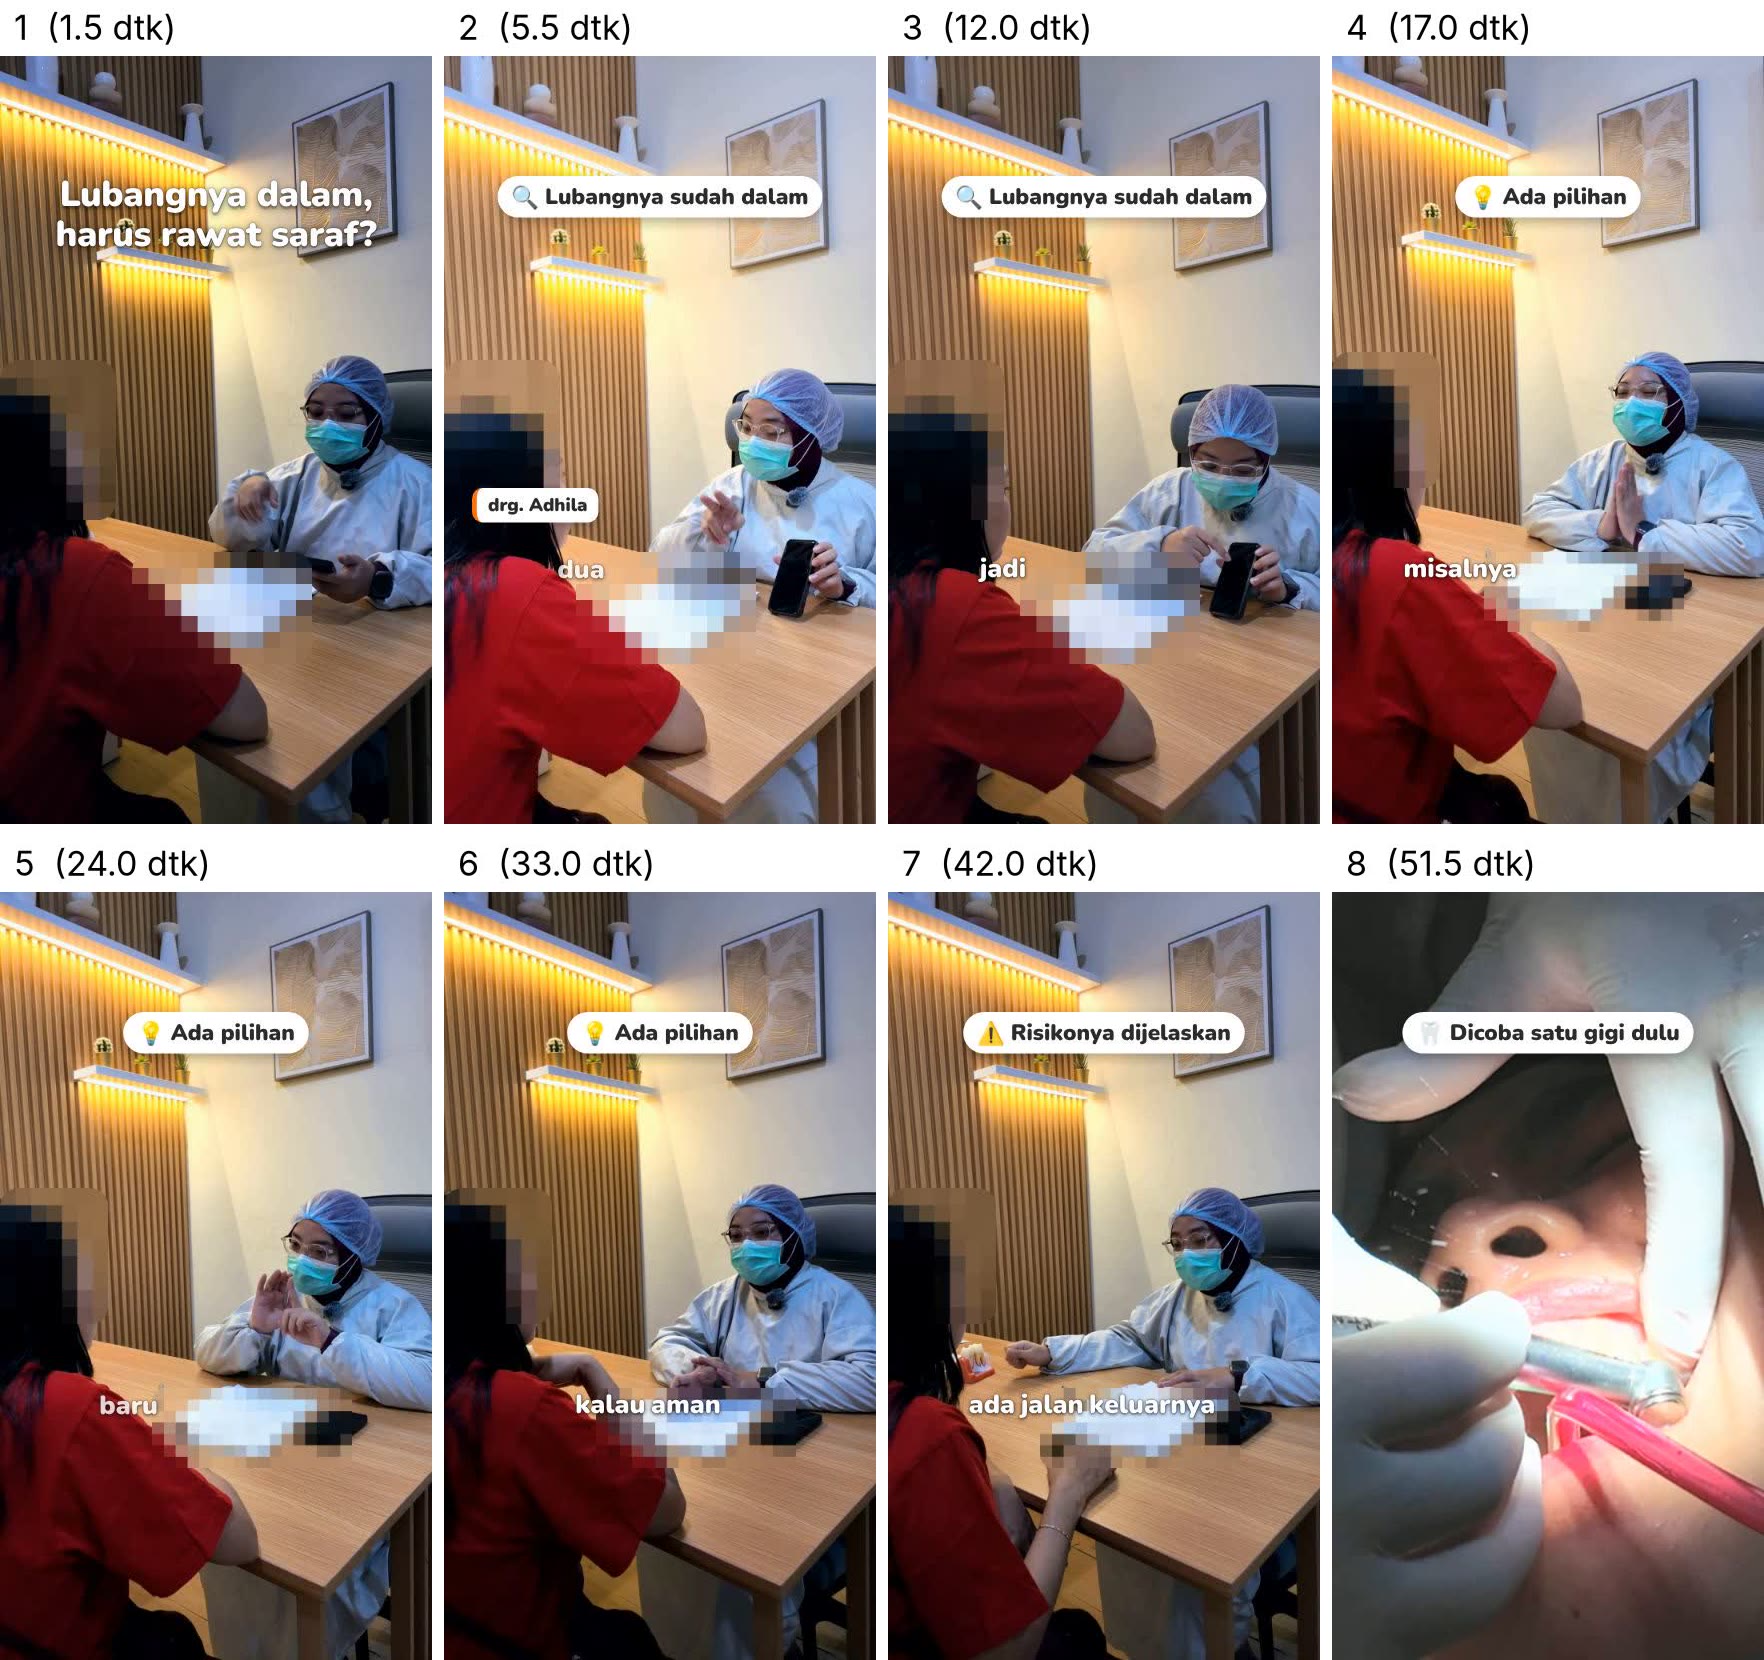 1 (1.5 dtk)
Lubangnya dalam,
harus rawat saraf?
2 (5.5 dtk)
🔍 Lubangnya sudah dalam
drg. Adhila
dua
3 (12.0 dtk)
🔍 Lubangnya sudah dalam
jadi
4 (17.0 dtk)
💡 Ada pilihan
misalnya
5 (24.0 dtk)
💡 Ada pilihan
baru
6 (33.0 dtk)
💡 Ada pilihan
kalau aman
7 (42.0 dtk)
⚠️ Risikonya dijelaskan
ada jalan keluarnya
8 (51.5 dtk)
🦷 Dicoba satu gigi dulu